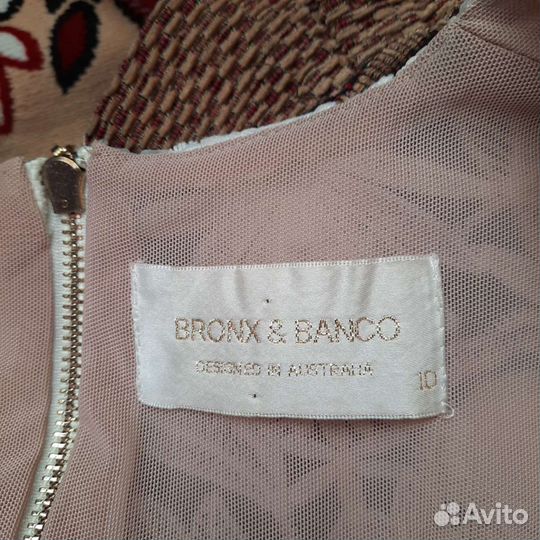 BRONX & BANCO
DESIGNED IN AUSTRALIA
10
Avito